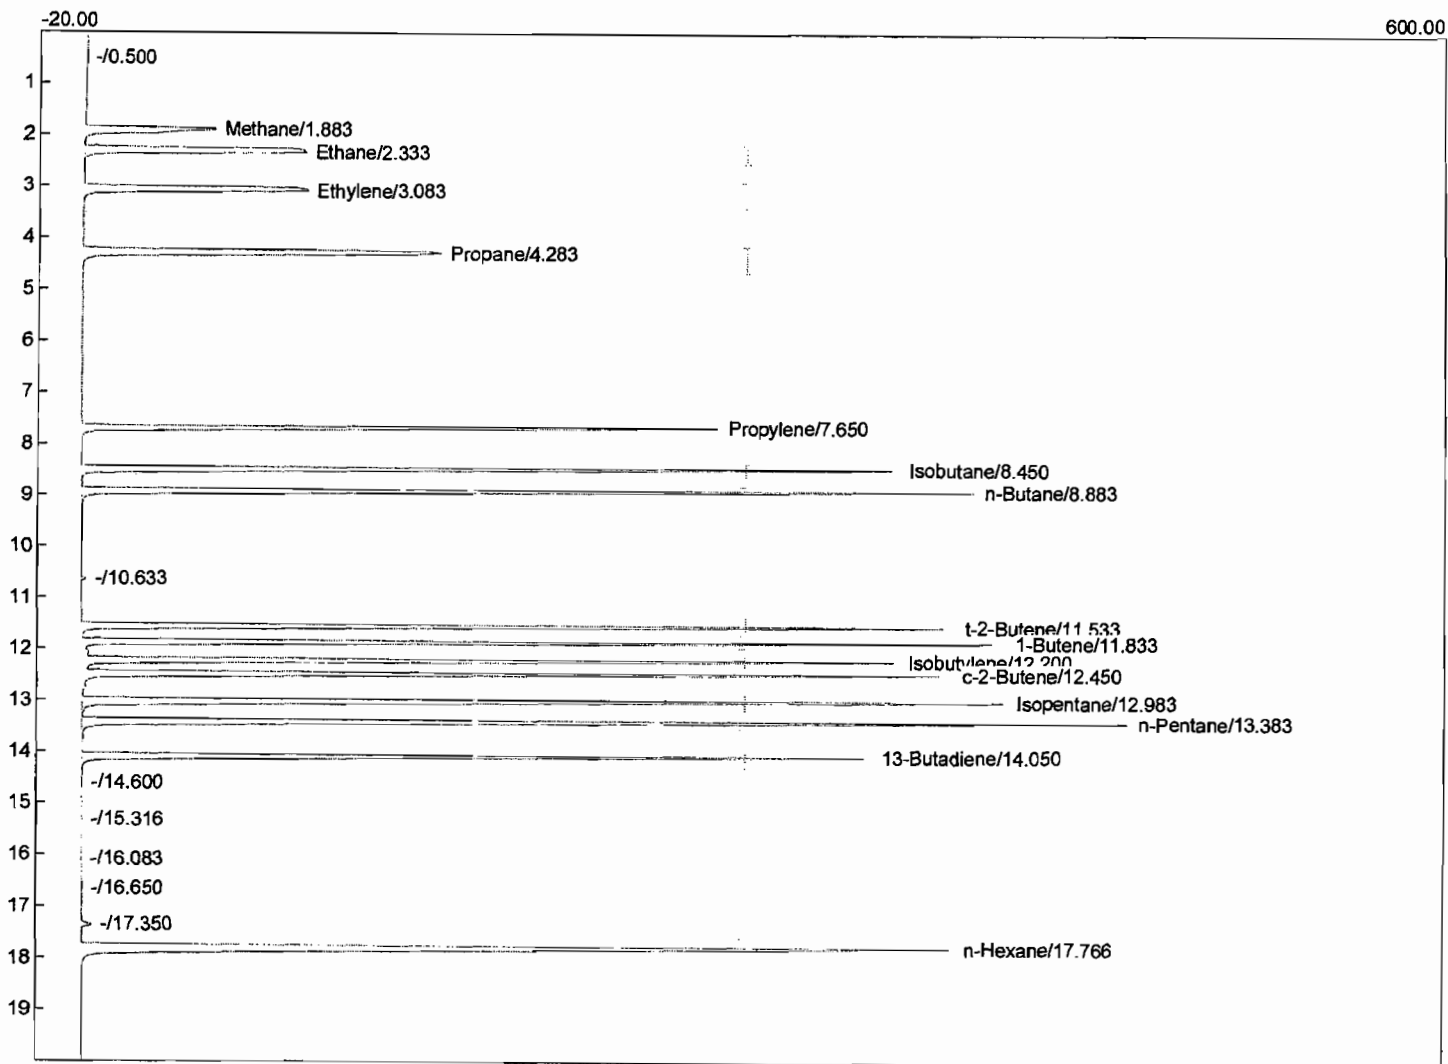 -20.00 600.00
-/0.500
1
Methane/1.883
2
Ethane/2.333
3
Ethylene/3.083
4
Propane/4.283
5
6
7
Propylene/7.650
8
Isobutane/8.450
9
n-Butane/8.883
10
-/10.633
11
t-2-Butene/11.533
12
1-Butene/11.833
Isobutylene/12.200
c-2-Butene/12.450
13
Isopentane/12.983
n-Pentane/13.383
14
13-Butadiene/14.050
-/14.600
15
-/15.316
16
-/16.083
-/16.650
17
-/17.350
18
n-Hexane/17.766
19